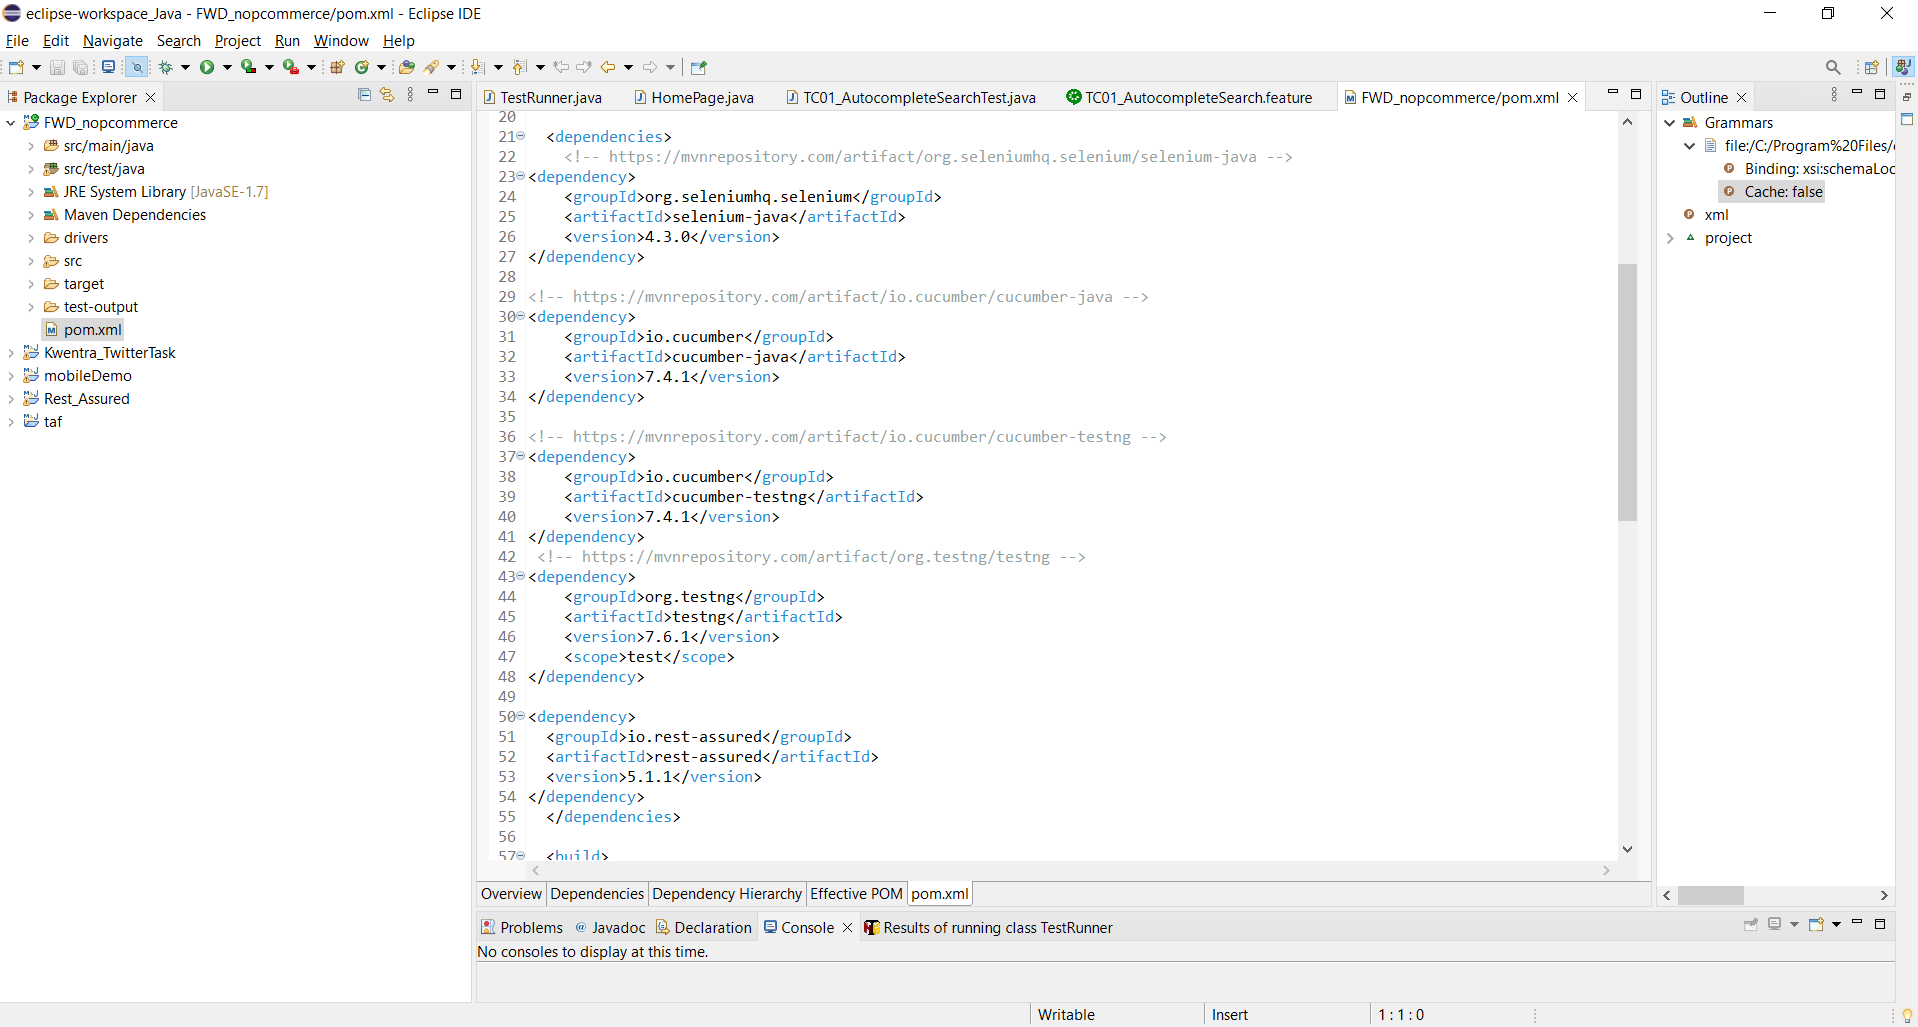 eclipse-workspace_Java - FWD_nopcommerce/pom.xml - Eclipse IDE
File Edit Navigate Search Project Run Window Help
Package Explorer
FWD_nopcommerce
src/main/java
src/test/java
JRE System Library [JavaSE-1.7]
Maven Dependencies
drivers
src
target
test-output
pom.xml
Kwentra_TwitterTask
mobileDemo
Rest_Assured
taf
TestRunner.java HomePage.java TC01_AutocompleteSearchTest.java TC01_AutocompleteSearch.feature FWD_nopcommerce/pom.xml
20
21 <dependencies>
22 <!-- https://mvnrepository.com/artifact/org.seleniumhq.selenium/selenium-java -->
23 <dependency>
24 <groupId>org.seleniumhq.selenium</groupId>
25 <artifactId>selenium-java</artifactId>
26 <version>4.3.0</version>
27 </dependency>
28
29 <!-- https://mvnrepository.com/artifact/io.cucumber/cucumber-java -->
30 <dependency>
31 <groupId>io.cucumber</groupId>
32 <artifactId>cucumber-java</artifactId>
33 <version>7.4.1</version>
34 </dependency>
35
36 <!-- https://mvnrepository.com/artifact/io.cucumber/cucumber-testng -->
37 <dependency>
38 <groupId>io.cucumber</groupId>
39 <artifactId>cucumber-testng</artifactId>
40 <version>7.4.1</version>
41 </dependency>
42 <!-- https://mvnrepository.com/artifact/org.testng/testng -->
43 <dependency>
44 <groupId>org.testng</groupId>
45 <artifactId>testng</artifactId>
46 <version>7.6.1</version>
47 <scope>test</scope>
48 </dependency>
49
50 <dependency>
51 <groupId>io.rest-assured</groupId>
52 <artifactId>rest-assured</artifactId>
53 <version>5.1.1</version>
54 </dependency>
55 </dependencies>
56
57 <build>
Overview Dependencies Dependency Hierarchy Effective POM pom.xml
Outline
Grammars
file:/C:/Program%20Files/
Binding: xsi:schemaLoc
Cache: false
xml
project
Problems Javadoc Declaration Console Results of running class TestRunner
No consoles to display at this time.
Writable Insert 1 : 1 : 0